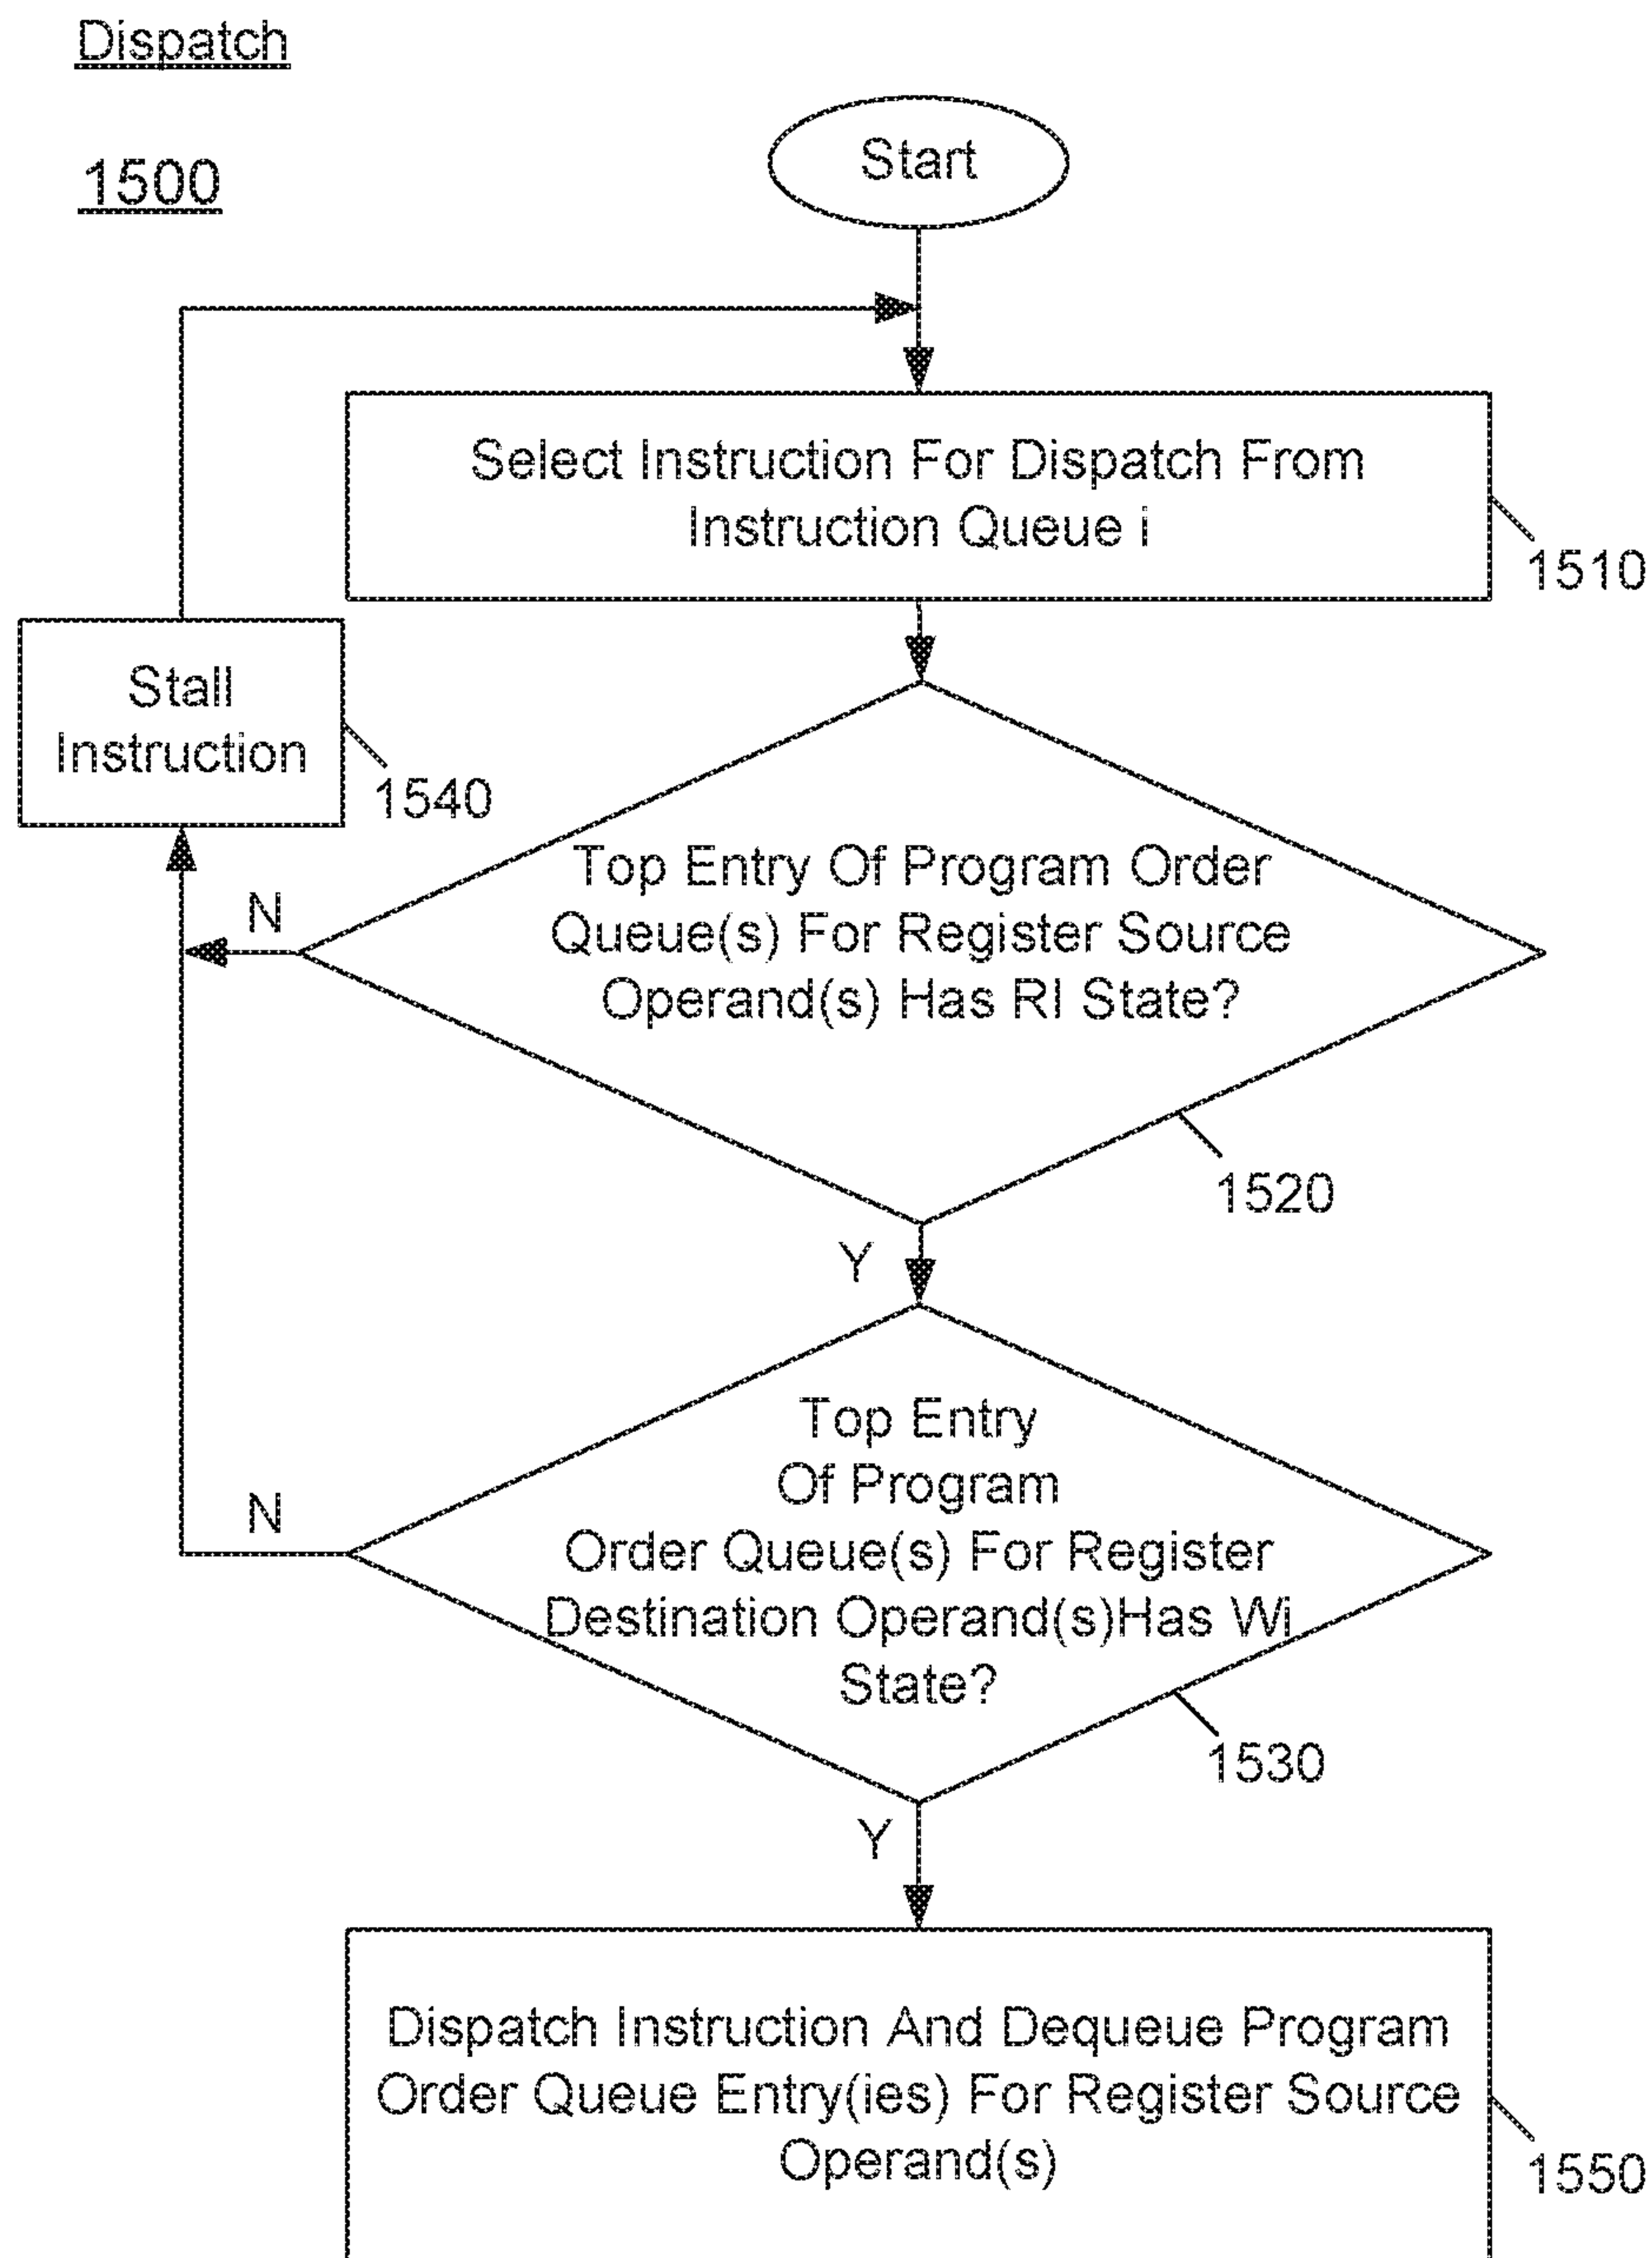 Dispatch
1500
Start
Select Instruction For Dispatch From
Instruction Queue i
1510
Stall
Instruction
1540
Top Entry Of Program Order
Queue(s) For Register Source
Operand(s) Has RI State?
N
1520
Y
Top Entry
Of Program
Order Queue(s) For Register
Destination Operand(s)Has Wi
State?
N
1530
Y
Dispatch Instruction And Dequeue Program
Order Queue Entry(ies) For Register Source
Operand(s)
1550